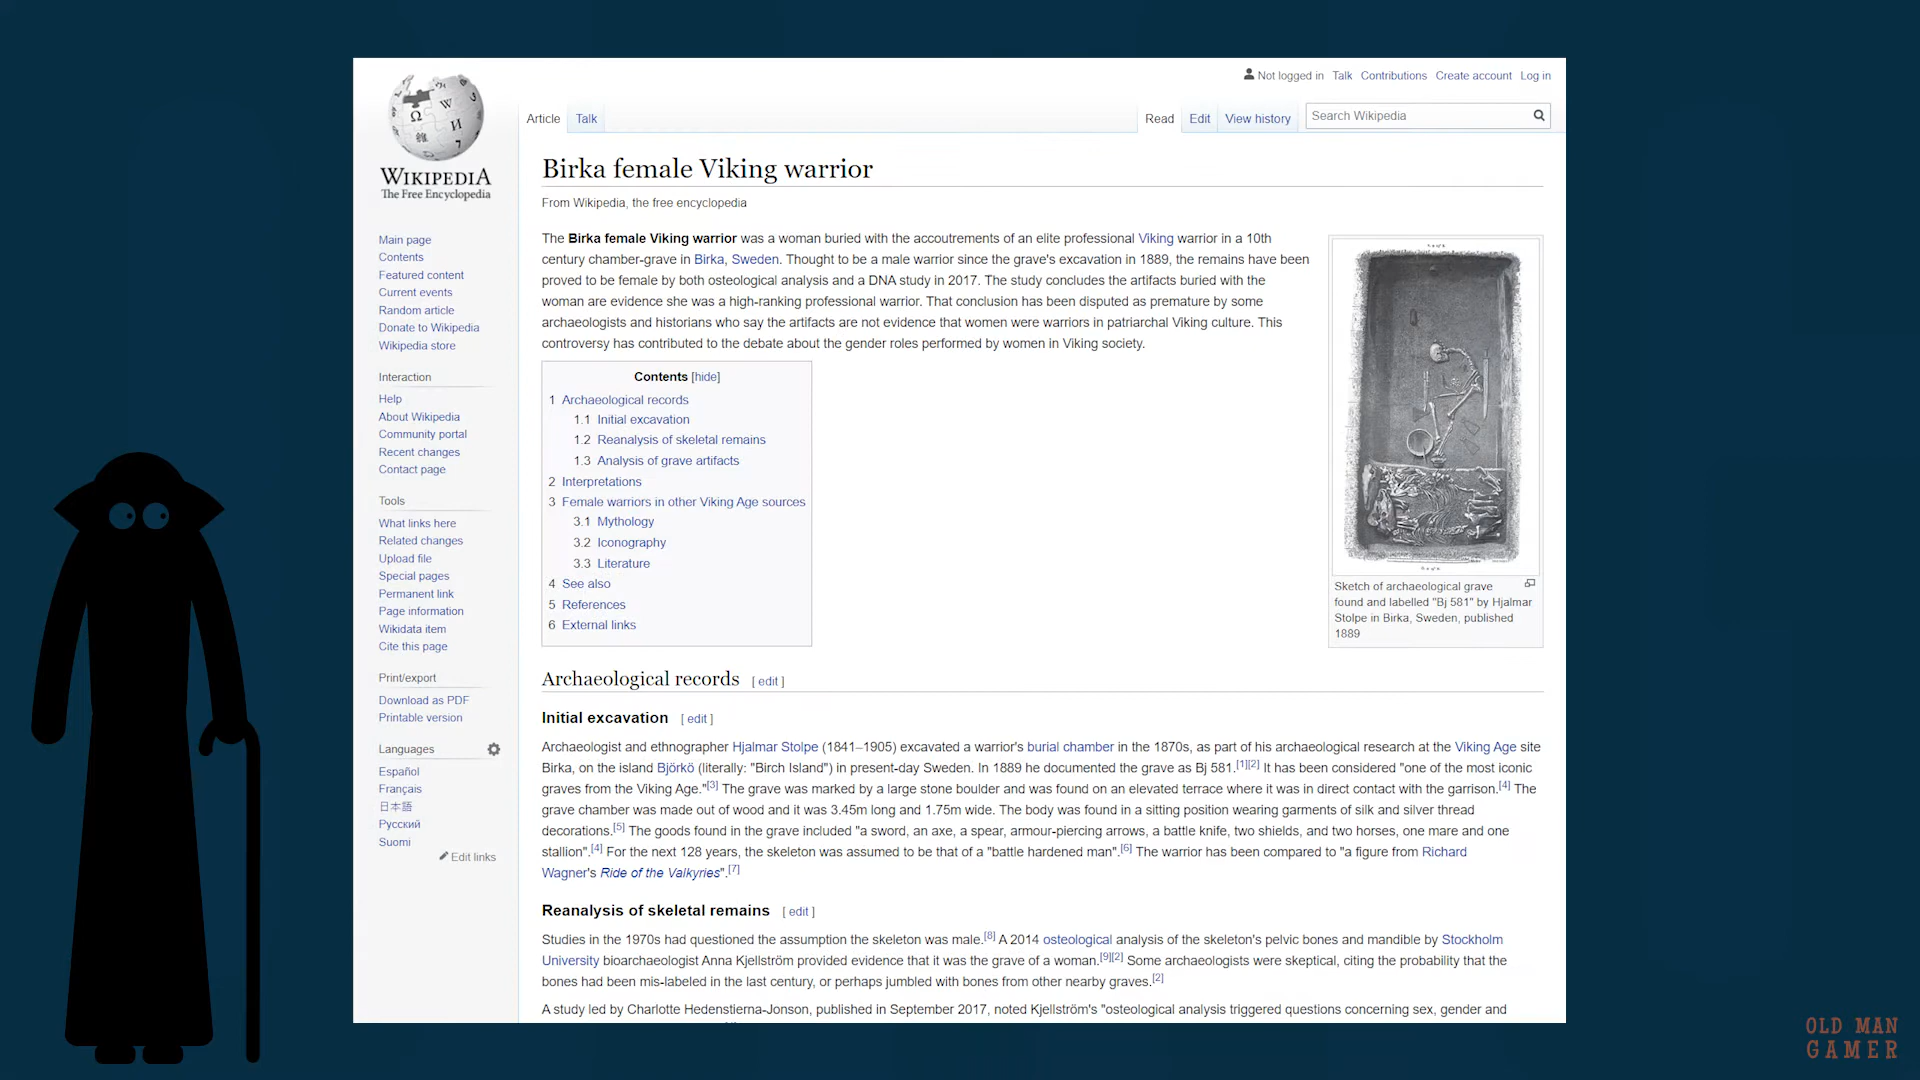 Not logged in Talk Contributions Create account Log in
Article Talk Read Edit View history Search Wikipedia
WIKIPEDIA
The Free Encyclopedia
Main page
Contents
Featured content
Current events
Random article
Donate to Wikipedia
Wikipedia store
Interaction
Help
About Wikipedia
Community portal
Recent changes
Contact page
Tools
What links here
Related changes
Upload file
Special pages
Permanent link
Page information
Wikidata item
Cite this page
Print/export
Download as PDF
Printable version
Languages
Español
Français
日本語
Русский
Suomi
Edit links
Birka female Viking warrior
From Wikipedia, the free encyclopedia
The Birka female Viking warrior was a woman buried with the accoutrements of an elite professional Viking warrior in a 10th
century chamber-grave in Birka, Sweden. Thought to be a male warrior since the grave's excavation in 1889, the remains have been
proved to be female by both osteological analysis and a DNA study in 2017. The study concludes the artifacts buried with the
woman are evidence she was a high-ranking professional warrior. That conclusion has been disputed as premature by some
archaeologists and historians who say the artifacts are not evidence that women were warriors in patriarchal Viking culture. This
controversy has contributed to the debate about the gender roles performed by women in Viking society.
Sketch of archaeological grave
found and labelled "Bj 581" by Hjalmar
Stolpe in Birka, Sweden, published
1889
Contents [hide]
1 Archaeological records
1.1 Initial excavation
1.2 Reanalysis of skeletal remains
1.3 Analysis of grave artifacts
2 Interpretations
3 Female warriors in other Viking Age sources
3.1 Mythology
3.2 Iconography
3.3 Literature
4 See also
5 References
6 External links
Archaeological records [ edit ]
Initial excavation [ edit ]
Archaeologist and ethnographer Hjalmar Stolpe (1841–1905) excavated a warrior's burial chamber in the 1870s, as part of his archaeological research at the Viking Age site
Birka, on the island Björkö (literally: "Birch Island") in present-day Sweden. In 1889 he documented the grave as Bj 581.[1][2] It has been considered "one of the most iconic
graves from the Viking Age."[3] The grave was marked by a large stone boulder and was found on an elevated terrace where it was in direct contact with the garrison.[4] The
grave chamber was made out of wood and it was 3.45m long and 1.75m wide. The body was found in a sitting position wearing garments of silk and silver thread
decorations.[5] The goods found in the grave included "a sword, an axe, a spear, armour-piercing arrows, a battle knife, two shields, and two horses, one mare and one
stallion".[4] For the next 128 years, the skeleton was assumed to be that of a "battle hardened man".[6] The warrior has been compared to "a figure from Richard
Wagner's Ride of the Valkyries".[7]
Reanalysis of skeletal remains [ edit ]
Studies in the 1970s had questioned the assumption the skeleton was male.[8] A 2014 osteological analysis of the skeleton's pelvic bones and mandible by Stockholm
University bioarchaeologist Anna Kjellström provided evidence that it was the grave of a woman.[9][2] Some archaeologists were skeptical, citing the probability that the
bones had been mis-labeled in the last century, or perhaps jumbled with bones from other nearby graves.[2]
A study led by Charlotte Hedenstierna-Jonson, published in September 2017, noted Kjellström's "osteological analysis triggered questions concerning sex, gender and
OLD MAN
GAMER